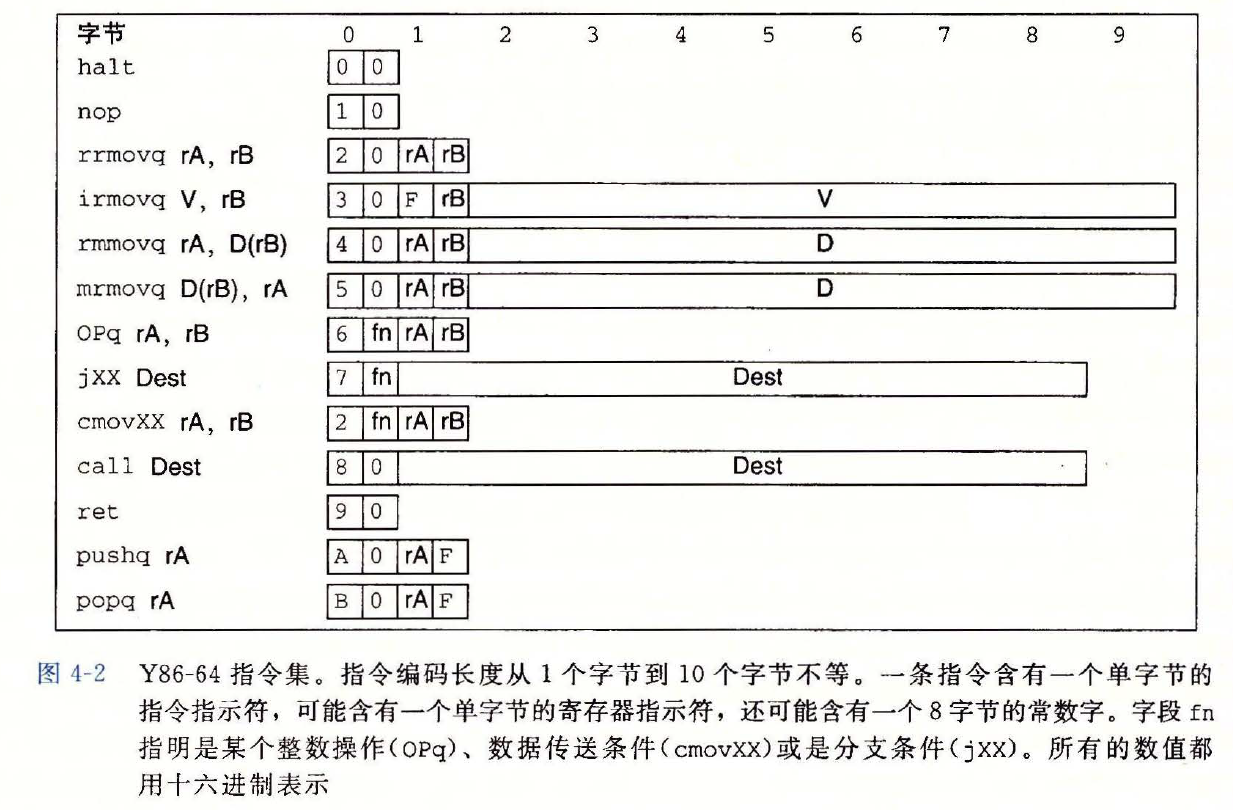 字节 0 1 2 3 4 5 6 7 8 9
halt 0 0
nop 1 0
rrmovq rA, rB 2 0 rA rB
irmovq V, rB 3 0 F rB V
rmmovq rA, D(rB) 4 0 rA rB D
mrmovq D(rB), rA 5 0 rA rB D
OPq rA, rB 6 fn rA rB
jXX Dest 7 fn Dest
cmovXX rA, rB 2 fn rA rB
call Dest 8 0 Dest
ret 9 0
pushq rA A 0 rA F
popq rA B 0 rA F
图 4-2 Y86-64 指令集。指令编码长度从 1 个字节到 10 个字节不等。一条指令含有一个单字节的
指令指示符，可能含有一个单字节的寄存器指示符，还可能含有一个 8 字节的常数字。字段 fn
指明是某个整数操作(OPq)、数据传送条件(cmovXX)或是分支条件(jXX)。所有的数值都
用十六进制表示